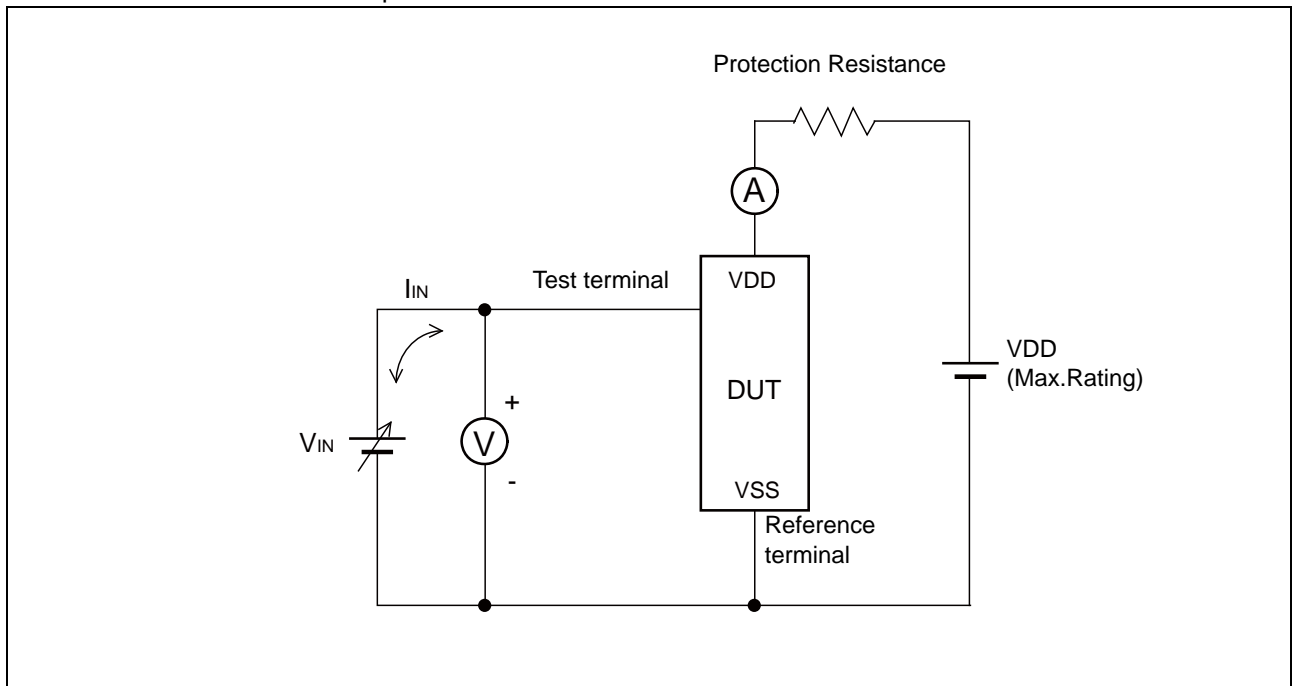 Protection Resistance
A
Test terminal
VDD
IIN
VDD
(Max.Rating)
DUT
+
VIN
V
-
VSS
Reference
terminal